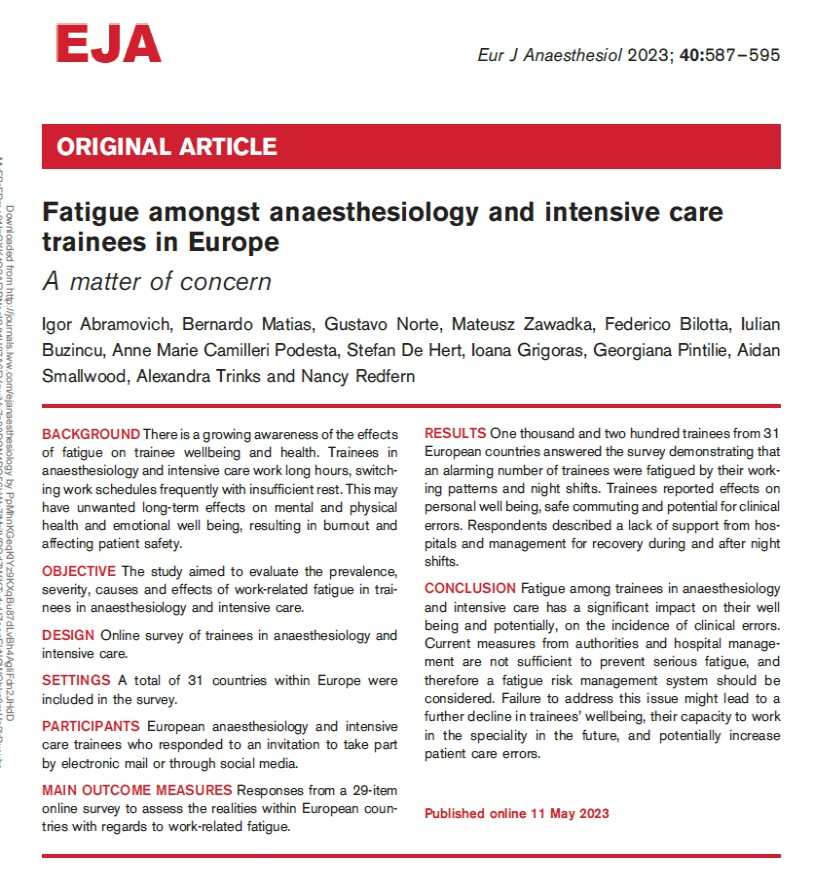 EJA
Eur J Anaesthesiol 2023; 40:587–595
ORIGINAL ARTICLE
Fatigue amongst anaesthesiology and intensive care
trainees in Europe
A matter of concern
Igor Abramovich, Bernardo Matias, Gustavo Norte, Mateusz Zawadka, Federico Bilotta, Iulian
Buzincu, Anne Marie Camilleri Podesta, Stefan De Hert, Ioana Grigoras, Georgiana Pintilie, Aidan
Smallwood, Alexandra Trinks and Nancy Redfern
BACKGROUND There is a growing awareness of the effects
of fatigue on trainee wellbeing and health. Trainees in
anaesthesiology and intensive care work long hours, switch-
ing work schedules frequently with insufficient rest. This may
have unwanted long-term effects on mental and physical
health and emotional well being, resulting in burnout and
affecting patient safety.
OBJECTIVE The study aimed to evaluate the prevalence,
severity, causes and effects of work-related fatigue in trai-
nees in anaesthesiology and intensive care.
DESIGN Online survey of trainees in anaesthesiology and
intensive care.
SETTINGS A total of 31 countries within Europe were
included in the survey.
PARTICIPANTS European anaesthesiology and intensive
care trainees who responded to an invitation to take part
by electronic mail or through social media.
MAIN OUTCOME MEASURES Responses from a 29-item
online survey to assess the realities within European coun-
tries with regards to work-related fatigue.
RESULTS One thousand and two hundred trainees from 31
European countries answered the survey demonstrating that
an alarming number of trainees were fatigued by their work-
ing patterns and night shifts. Trainees reported effects on
personal well being, safe commuting and potential for clinical
errors. Respondents described a lack of support from hos-
pitals and management for recovery during and after night
shifts.
CONCLUSION Fatigue among trainees in anaesthesiology
and intensive care has a significant impact on their well
being and potentially, on the incidence of clinical errors.
Current measures from authorities and hospital manage-
ment are not sufficient to prevent serious fatigue, and
therefore a fatigue risk management system should be
considered. Failure to address this issue might lead to a
further decline in trainees' wellbeing, their capacity to work
in the speciality in the future, and potentially increase
patient care errors.
Published online 11 May 2023
Downloaded from http://journals.lww.com/ejanaesthesiology by